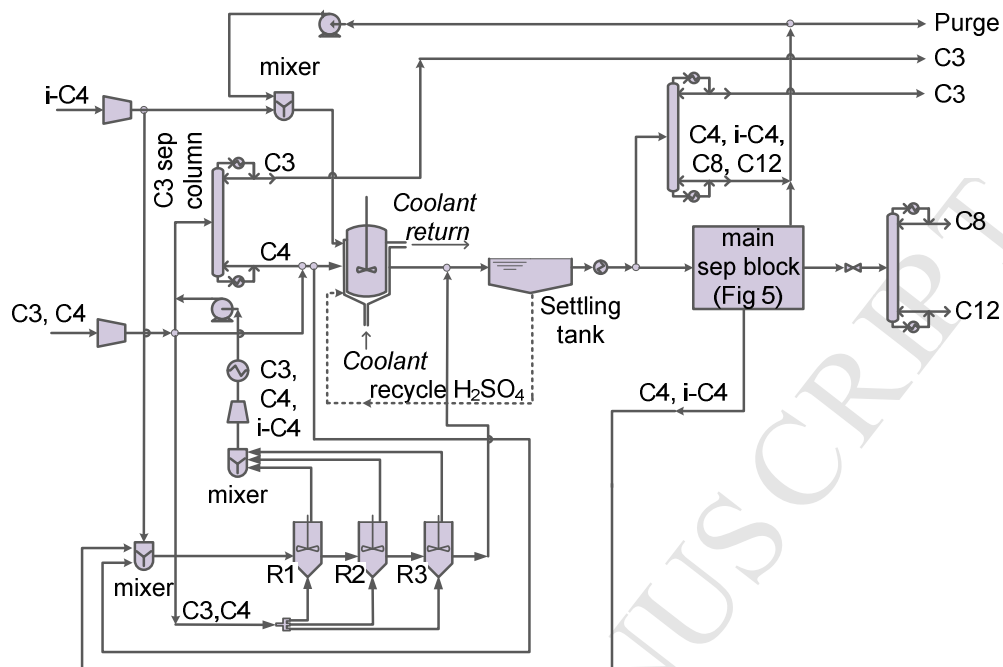 Purge
C3
mixer
C3
i-C4
C3 sep
column
C3
C4, i-C4,
C8, C12
Coolant
return
C8
C4
main
sep block
(Fig 5)
Settling
tank
C3, C4
C12
Coolant
C3,
C4,
i-C4
recycle H₂SO₄
C4, i-C4
mixer
R1
R2
R3
mixer
C3,C4
NUSCRIPT